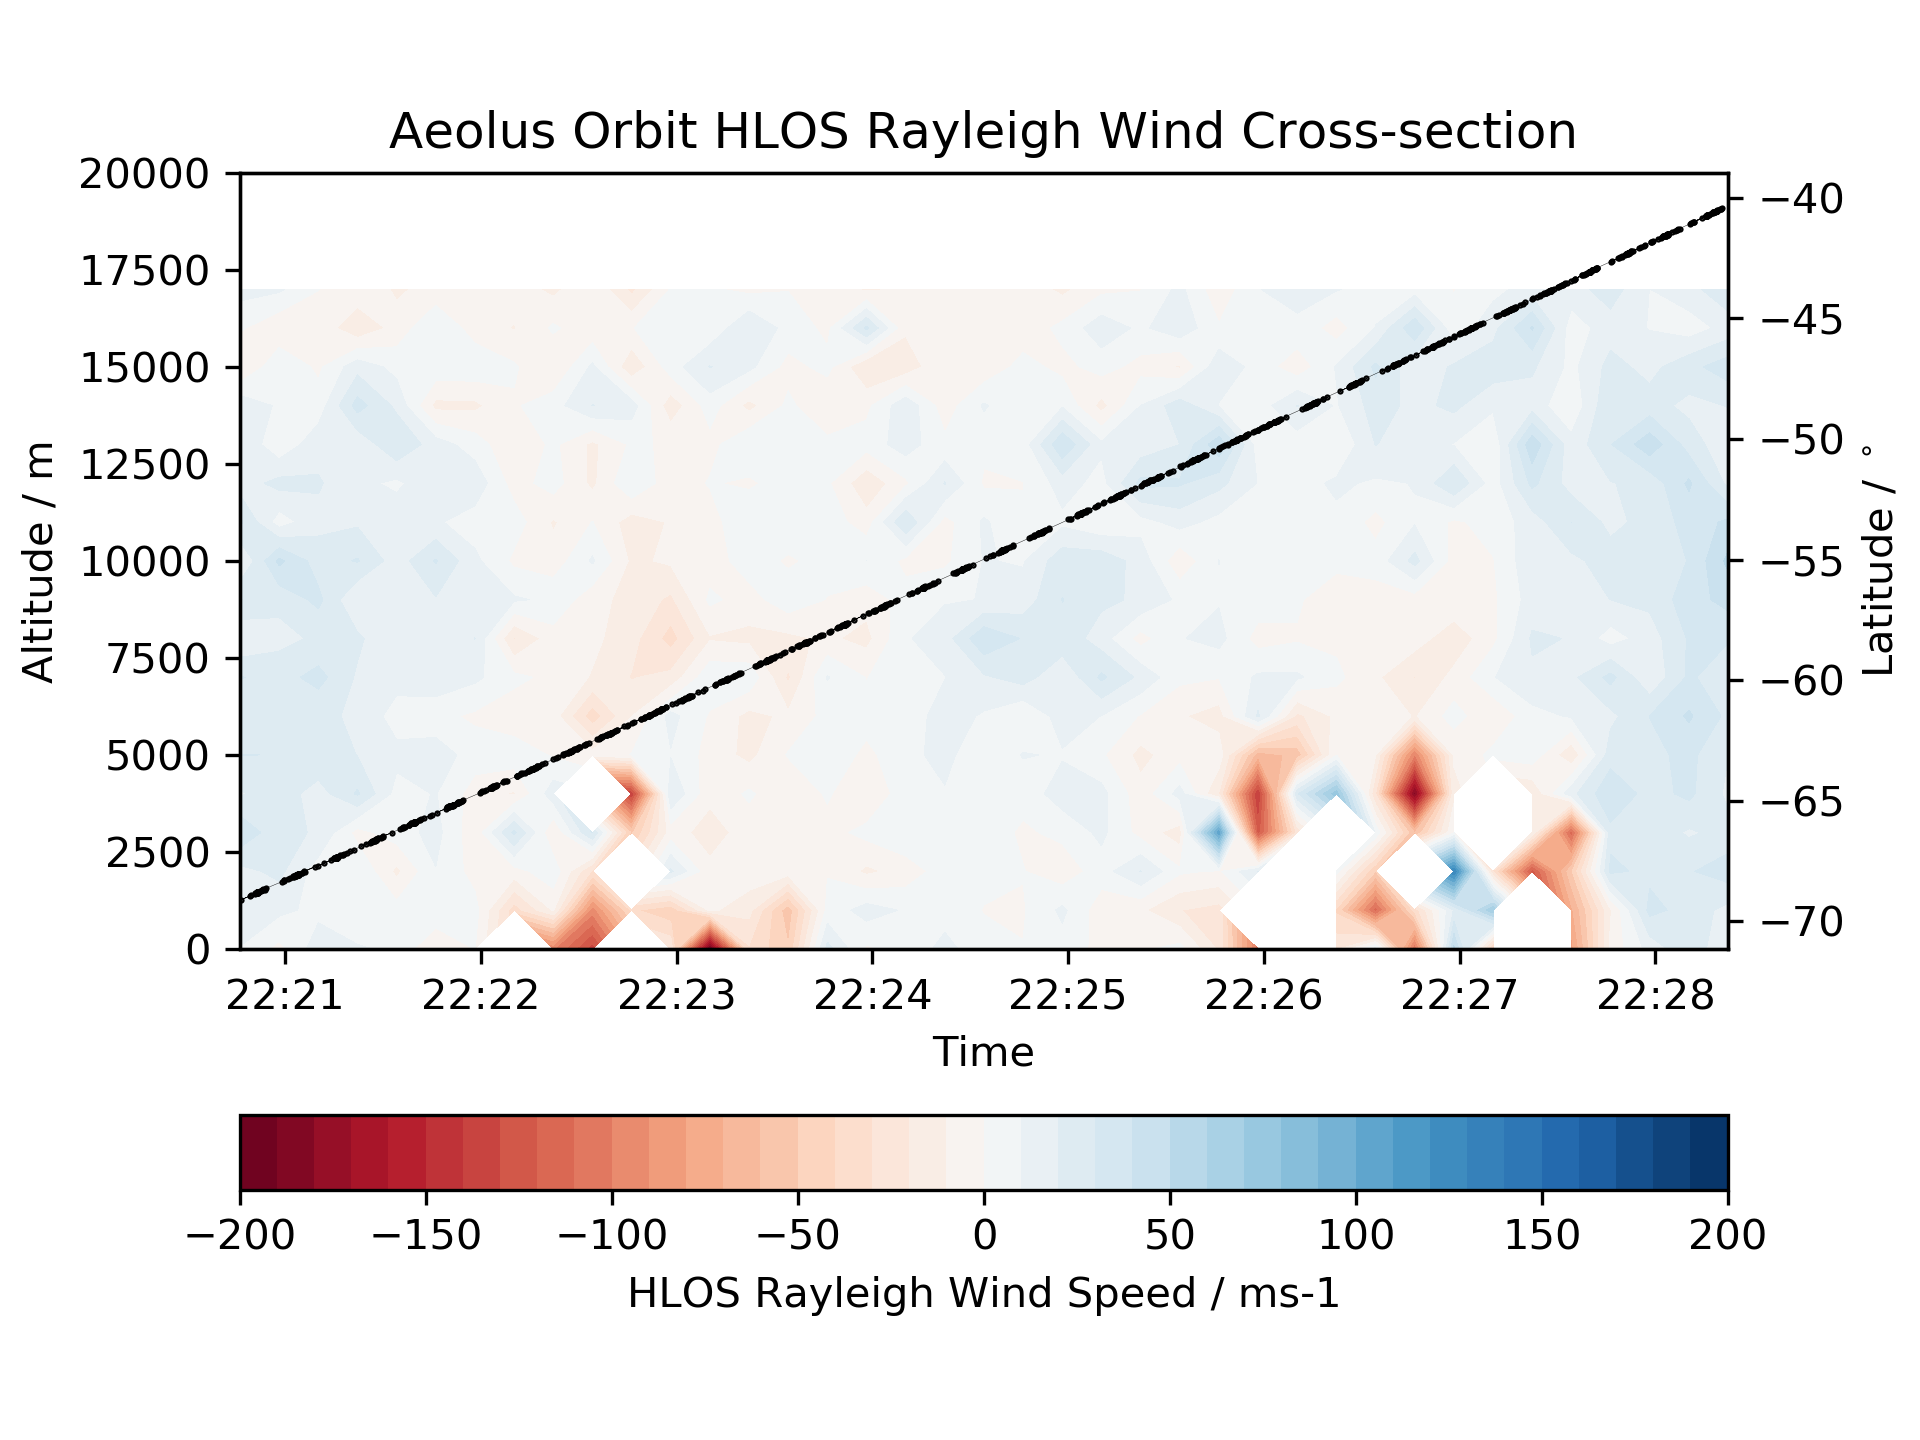 Aeolus Orbit HLOS Rayleigh Wind Cross-section
20000
17500
15000
12500
10000
7500
5000
2500
0
Altitude / m
−40
−45
−50
−55
−60
−65
−70
Latitude / °
22:21 22:22 22:23 22:24 22:25 22:26 22:27 22:28
Time
−200 −150 −100 −50 0 50 100 150 200
HLOS Rayleigh Wind Speed / ms-1